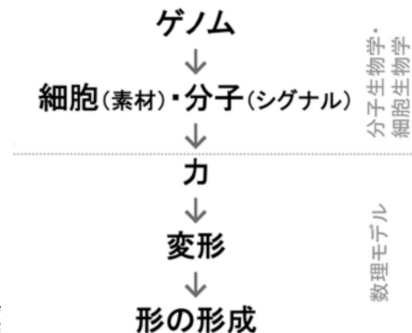 ゲノム
↓
細胞(素材)・分子(シグナル)
↓
力
↓
変形
↓
形の形成
分子生物学・
細胞生物学
数理モデル